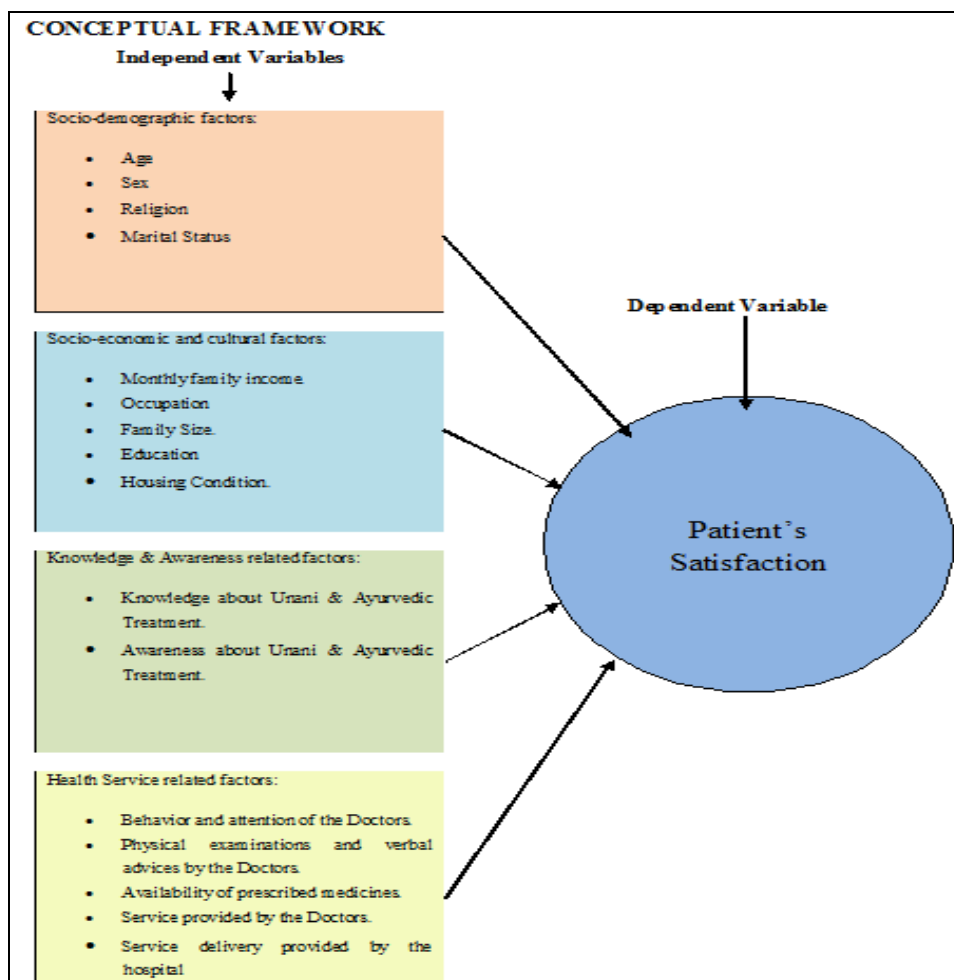 CONCEPTUAL FRAMEWORK
Independent Variables
Socio-demographic factors:
• Age
• Sex
• Religion
• Marital Status
Socio-economic and cultural factors:
• Monthly family income.
• Occupation
• Family Size.
• Education
• Housing Condition.
Knowledge & Awareness related factors:
• Knowledge about Unani & Ayurvedic
Treatment.
• Awareness about Unani & Ayurvedic
Treatment.
Health Service related factors:
• Behavior and attention of the Doctors.
• Physical examinations and verbal
advices by the Doctors.
• Availability of prescribed medicines.
• Service provided by the Doctors.
• Service delivery provided by the
hospital
Dependent Variable
Patient's
Satisfaction